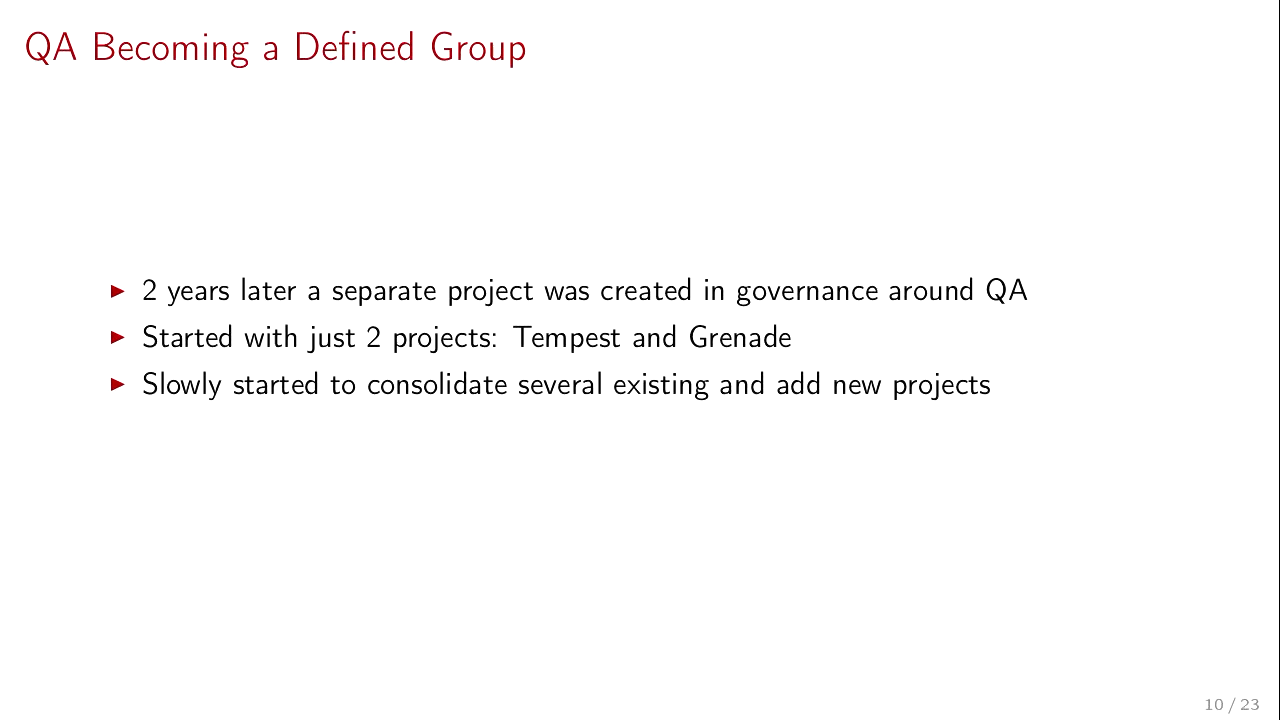 QA Becoming a Defined Group
▶ 2 years later a separate project was created in governance around QA
▶ Started with just 2 projects: Tempest and Grenade
▶ Slowly started to consolidate several existing and add new projects
10 / 23